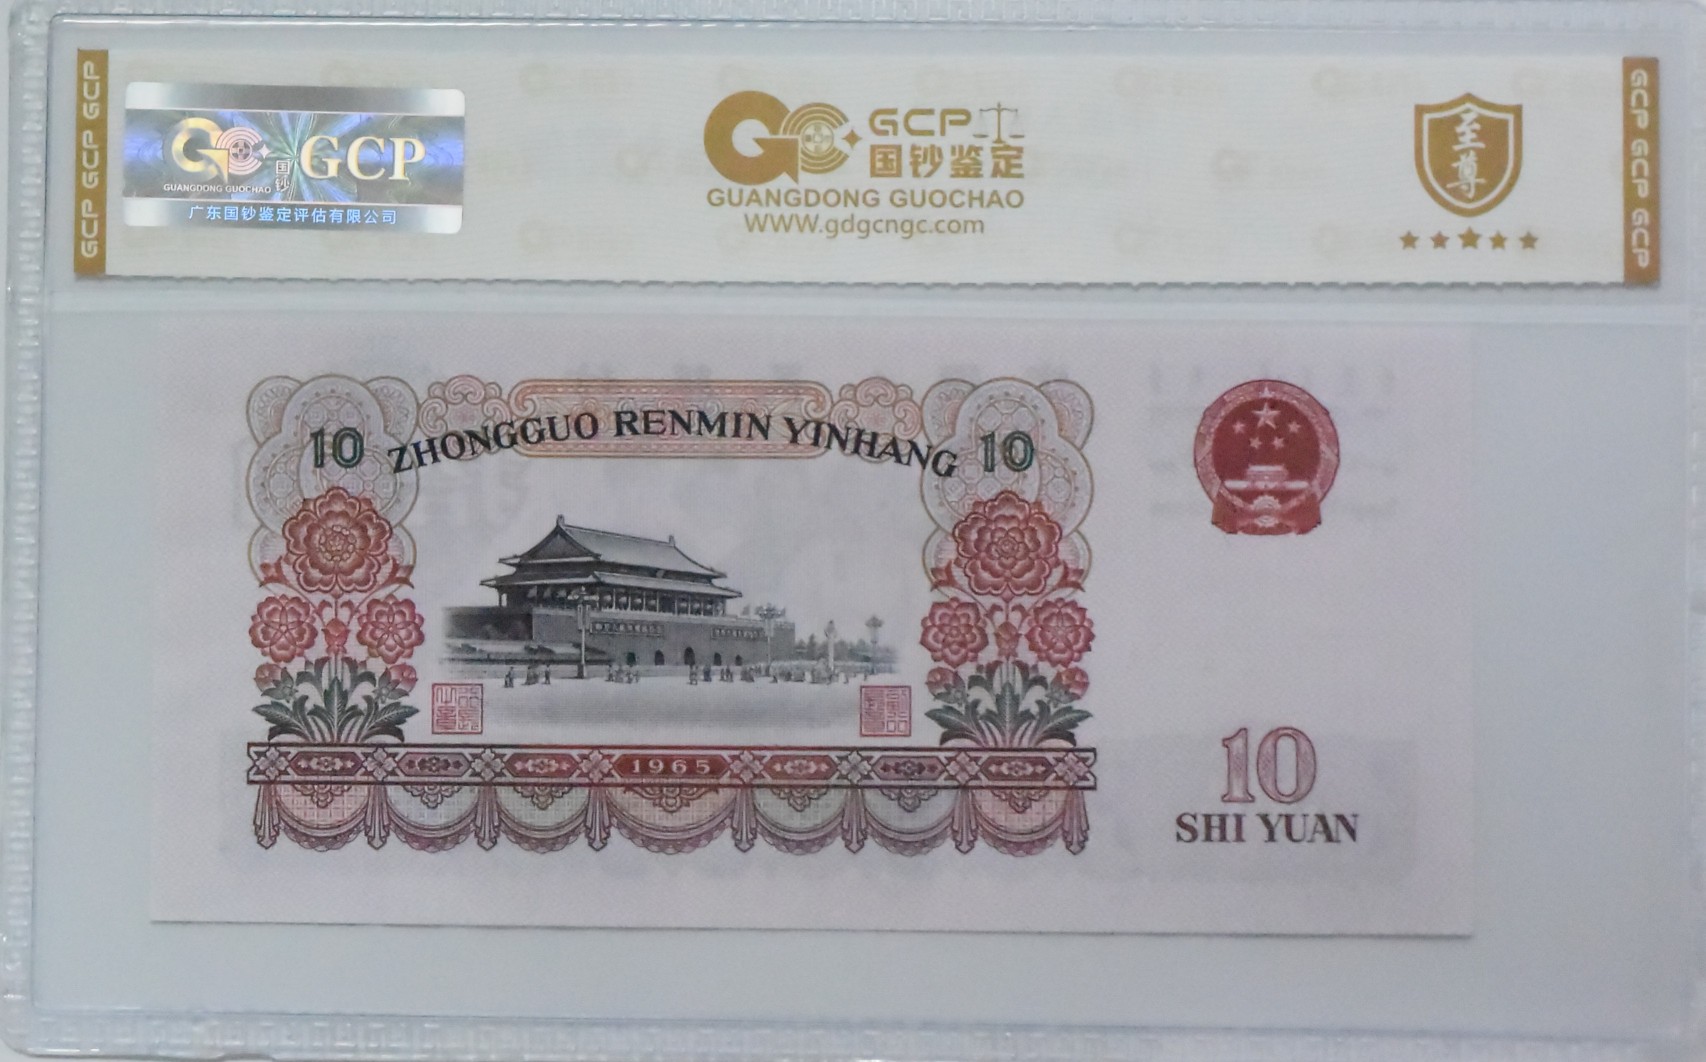 GCP GCP GCP
国钞
GCP
GUANGDONG GUOCHAO
广东国钞鉴定评估有限公司
GCP
国钞鉴定
GUANGDONG GUOCHAO
WWW.gdgcngc.com
至尊
GCP GCP GCP
10 ZHONGGUO RENMIN YINHANG 10
1965
10
SHI YUAN